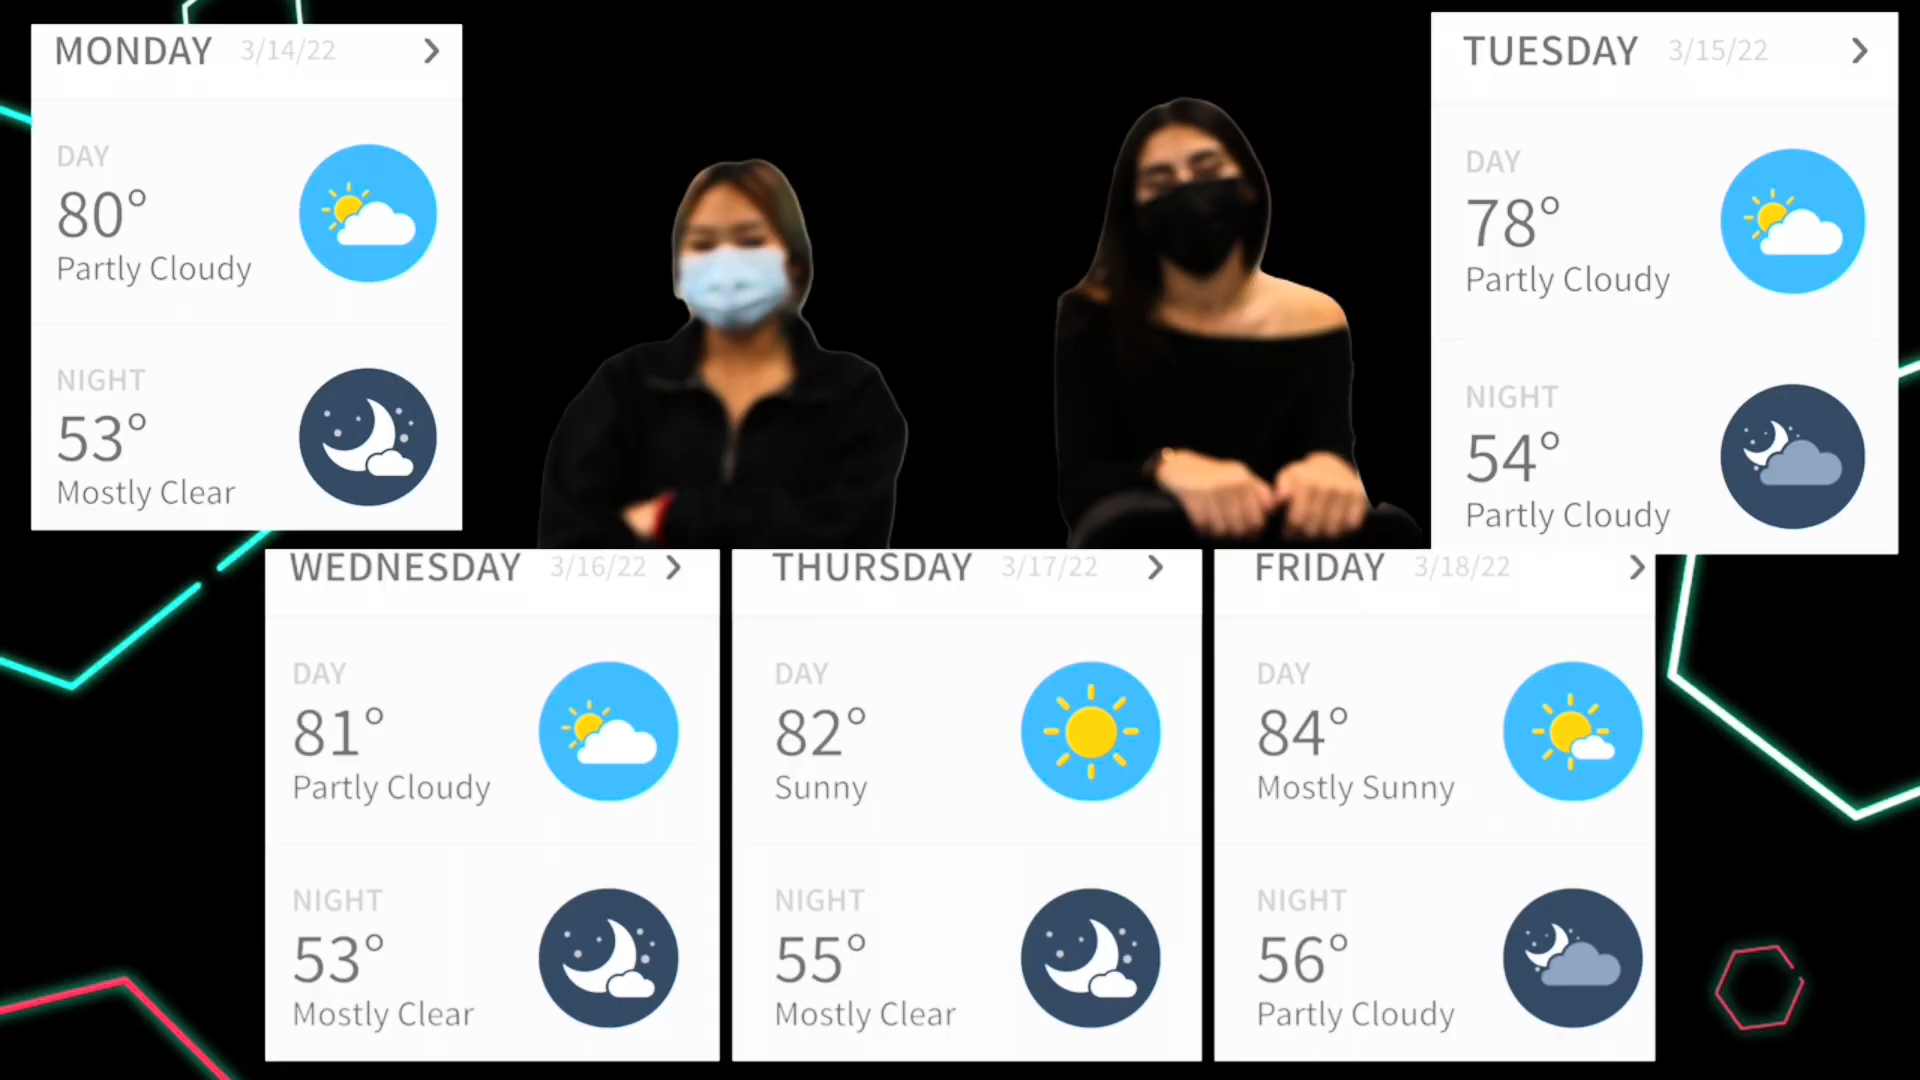 MONDAY 3/14/22
DAY
80°
Partly Cloudy
NIGHT
53°
Mostly Clear
TUESDAY 3/15/22
DAY
78°
Partly Cloudy
NIGHT
54°
Partly Cloudy
WEDNESDAY 3/16/22
DAY
81°
Partly Cloudy
NIGHT
53°
Mostly Clear
THURSDAY 3/17/22
DAY
82°
Sunny
NIGHT
55°
Mostly Clear
FRIDAY 3/18/22
DAY
84°
Mostly Sunny
NIGHT
56°
Partly Cloudy